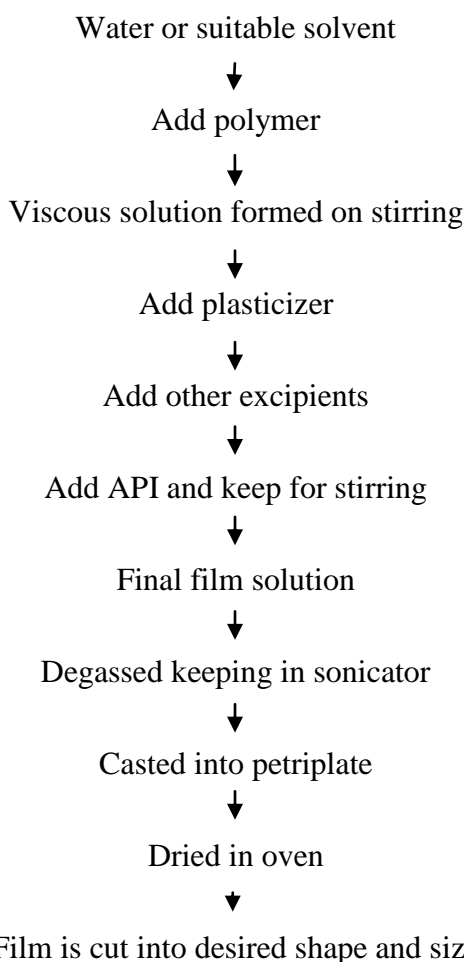 Water or suitable solvent
Add polymer
Viscous solution formed on stirring
Add plasticizer
Add other excipients
Add API and keep for stirring
Final film solution
Degassed keeping in sonicator
Casted into petriplate
Dried in oven
Film is cut into desired shape and siz